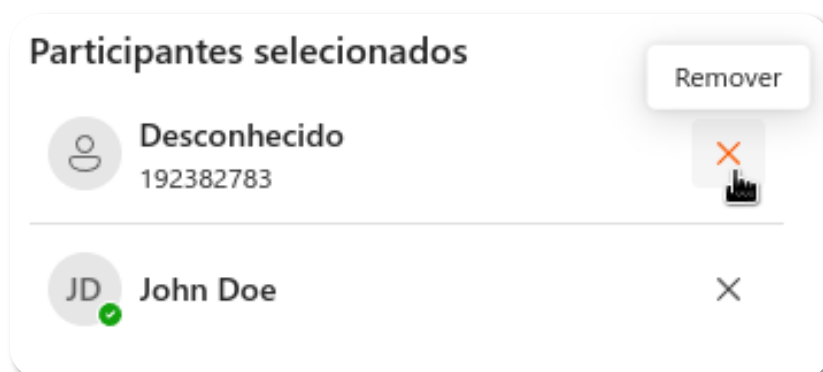 Participantes selecionados
Remover
Desconhecido
192382783
JD
John Doe